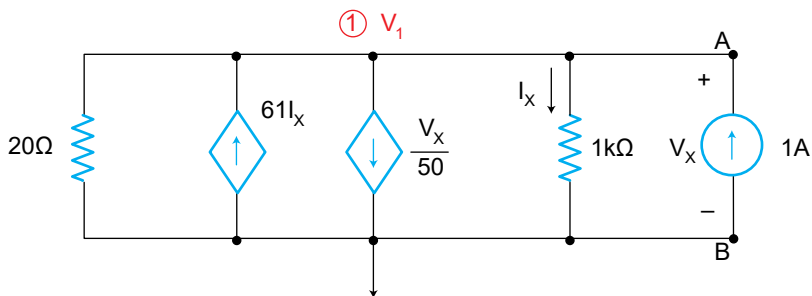 ① V₁
A
+
20Ω
61Iₓ
Vₓ
50
Iₓ
1kΩ
Vₓ
1A
–
B